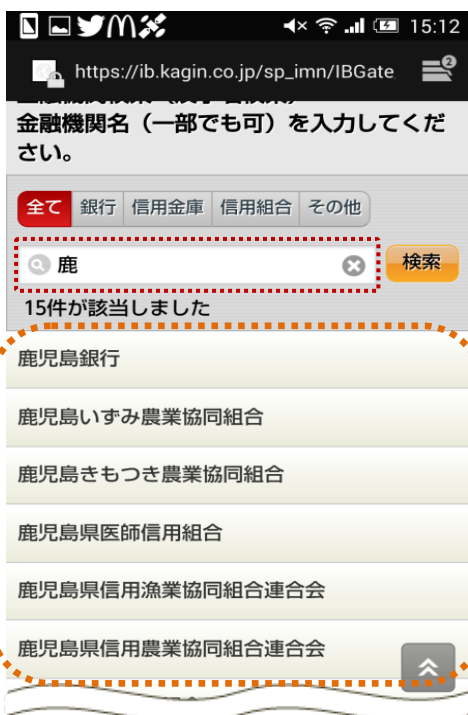 15:12
https://ib.kagin.co.jp/sp_imn/IBGate
2
金融機関名（一部でも可）を入力してくだ
さい。
全て 銀行 信用金庫 信用組合 その他
鹿 検索
15件が該当しました
鹿児島銀行
鹿児島いずみ農業協同組合
鹿児島きもつき農業協同組合
鹿児島県医師信用組合
鹿児島県信用漁業協同組合連合会
鹿児島県信用農業協同組合連合会